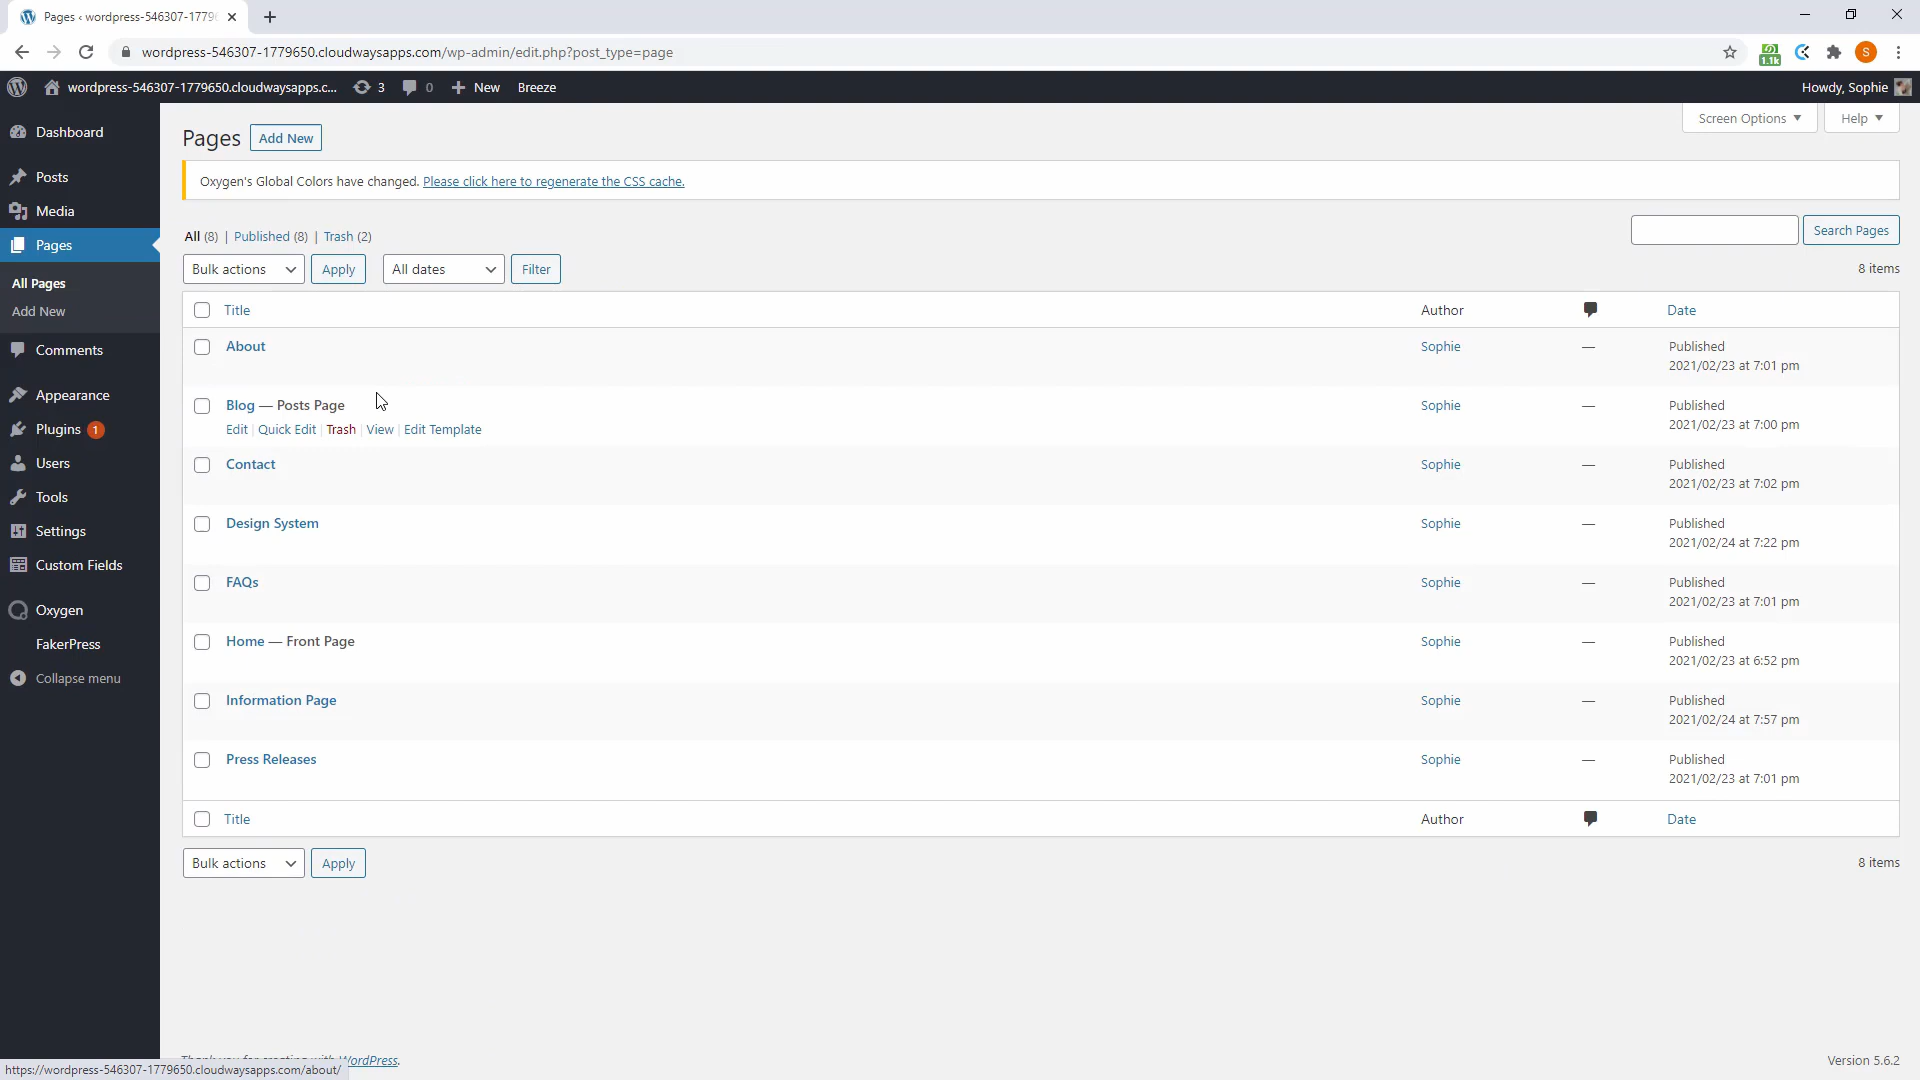 Pages ‹ wordpress-546307-1779
wordpress-546307-1779650.cloudwaysapps.com/wp-admin/edit.php?post_type=page
1.1k
S
wordpress-546307-1779650.cloudwaysapps.c...
3
0
New
Breeze
Howdy, Sophie
Dashboard
Posts
Media
Pages
All Pages
Add New
Comments
Appearance
Plugins 1
Users
Tools
Settings
Custom Fields
Oxygen
FakerPress
Collapse menu
Screen Options
Help
Pages
Add New
Oxygen's Global Colors have changed. Please click here to regenerate the CSS cache.
All (8) | Published (8) | Trash (2)
Search Pages
Bulk actions
Apply
All dates
Filter
8 items
Title Author Date
About Sophie — Published
2021/02/23 at 7:01 pm
Blog — Posts Page Sophie — Published
2021/02/23 at 7:00 pm
Edit | Quick Edit | Trash | View | Edit Template
Contact Sophie — Published
2021/02/23 at 7:02 pm
Design System Sophie — Published
2021/02/24 at 7:22 pm
FAQs Sophie — Published
2021/02/23 at 7:01 pm
Home — Front Page Sophie — Published
2021/02/23 at 6:52 pm
Information Page Sophie — Published
2021/02/24 at 7:57 pm
Press Releases Sophie — Published
2021/02/23 at 7:01 pm
Title Author Date
Bulk actions
Apply
8 items
Thank you for creating with WordPress.
Version 5.6.2
https://wordpress-546307-1779650.cloudwaysapps.com/about/